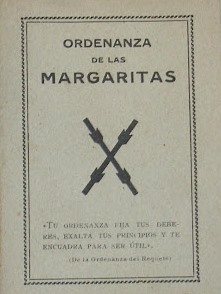 ORDENANZA
DE LAS
MARGARITAS
«TU ORDENANZA FIJA TUS DEBE-
RES, EXALTA TUS PRINCIPIOS Y TE
ENCUADRA PARA SER ÚTIL».
(De la Ordenanza del Requeté)